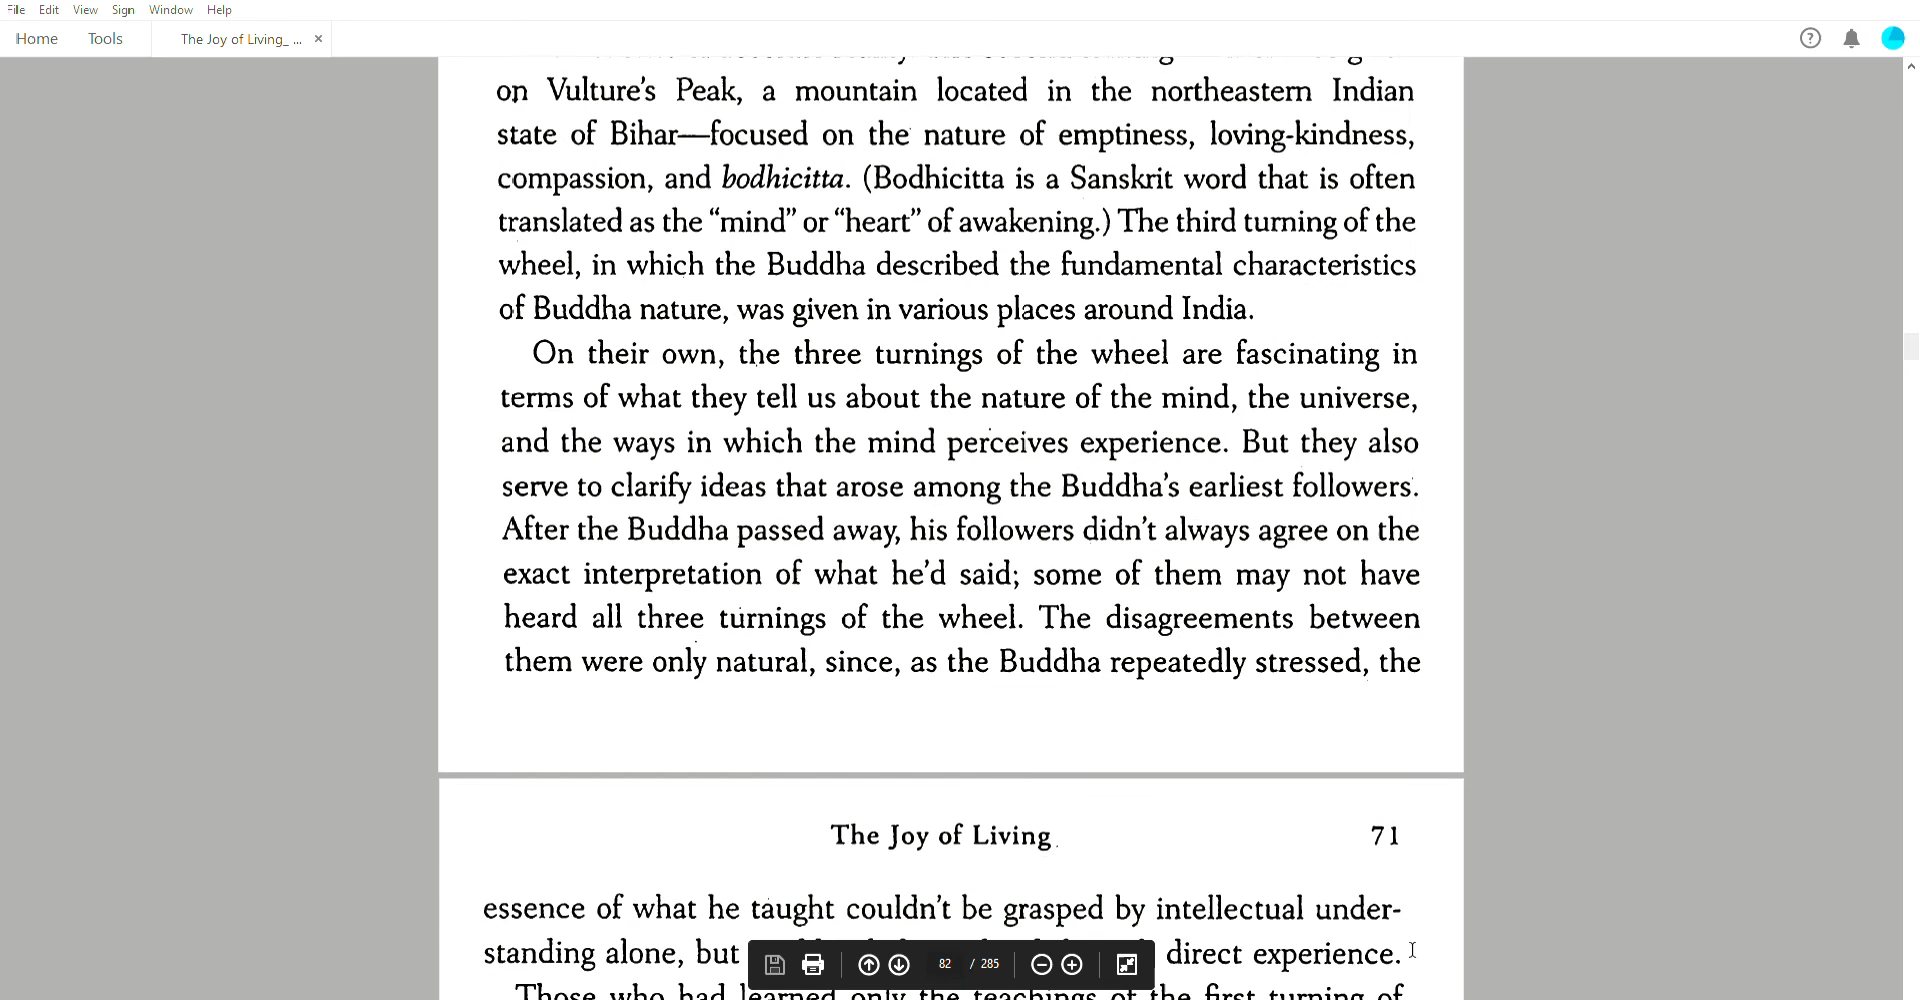 File Edit View Sign Window Help
Home Tools The Joy of Living_ ... ×
on Vulture's Peak, a mountain located in the northeastern Indian
state of Bihar—focused on the nature of emptiness, loving-kindness,
compassion, and bodhicitta. (Bodhicitta is a Sanskrit word that is often
translated as the “mind” or “heart” of awakening.) The third turning of the
wheel, in which the Buddha described the fundamental characteristics
of Buddha nature, was given in various places around India.
On their own, the three turnings of the wheel are fascinating in
terms of what they tell us about the nature of the mind, the universe,
and the ways in which the mind perceives experience. But they also
serve to clarify ideas that arose among the Buddha's earliest followers.
After the Buddha passed away, his followers didn't always agree on the
exact interpretation of what he'd said; some of them may not have
heard all three turnings of the wheel. The disagreements between
them were only natural, since, as the Buddha repeatedly stressed, the
The Joy of Living 71
essence of what he taught couldn't be grasped by intellectual under-
standing alone, but direct experience.
82 / 285
Those who had learned only the teachings of the first turning of